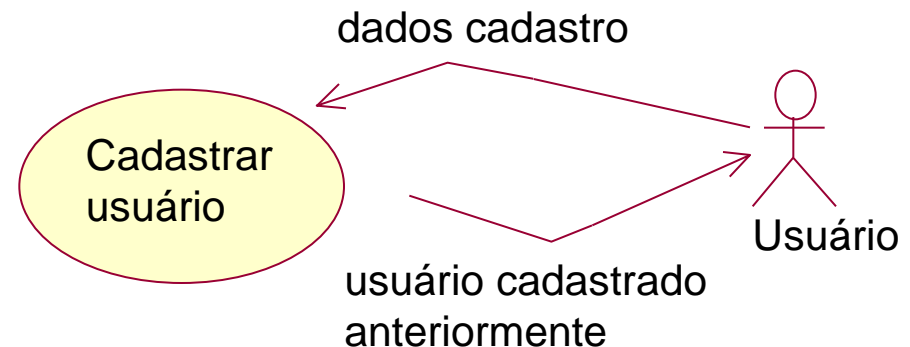 dados cadastro
Cadastrar
usuário
Usuário
usuário cadastrado
anteriormente